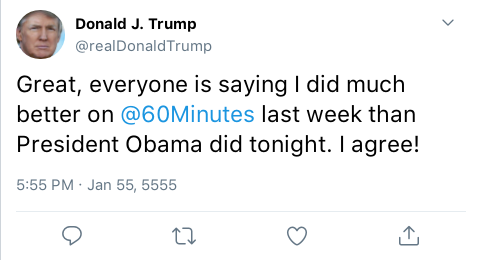 Donald J. Trump
@realDonaldTrump
Great, everyone is saying I did much
better on @60Minutes last week than
President Obama did tonight. I agree!
5:55 PM · Jan 55, 5555